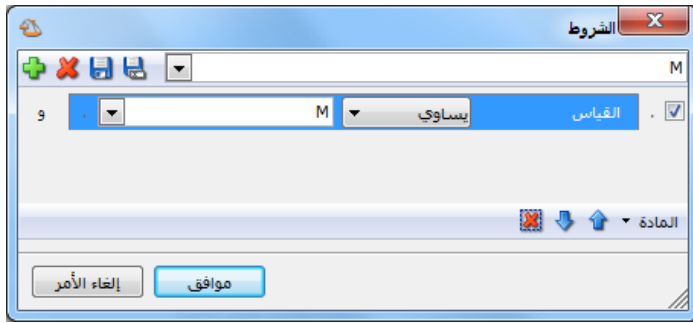 الشروط
M
. القياس يساوي M . و
المادة
موافق إلغاء الأمر